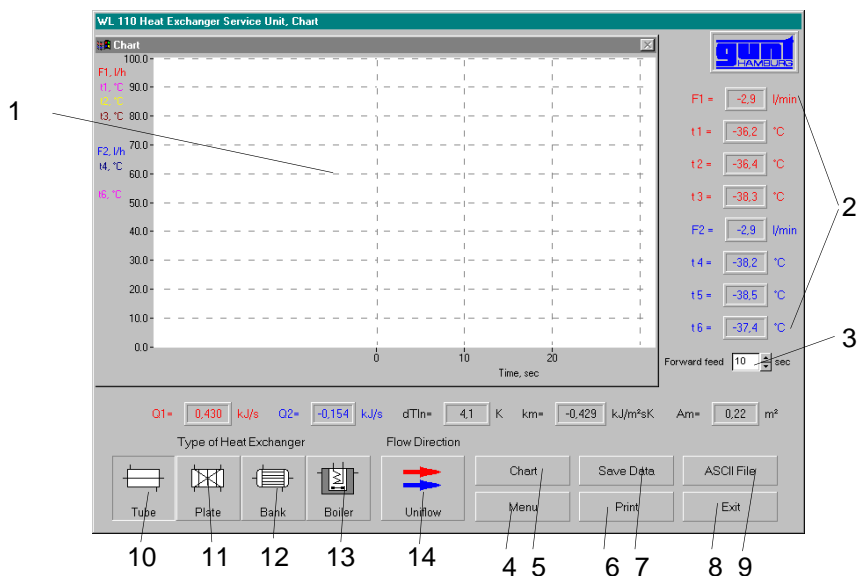 WL 110 Heat Exchanger Service Unit, Chart
Chart
gunt
HAMBURG
100.0
F1, l/h
t1, °C
90.0
t2, °C
t3, °C
80.0
70.0
F2, l/h
t4, °C
60.0
t6, °C
50.0
40.0
30.0
20.0
10.0
0.0
0
10
20
Time, sec
F1 = -2,9 l/min
t1 = -36,2 °C
t2 = -36,4 °C
t3 = -38,3 °C
F2 = -2,9 l/min
t4 = -38,2 °C
t5 = -38,5 °C
t6 = -37,4 °C
Forward feed 10 sec
1
2
3
Q1= 0,430 kJ/s Q2= -0,154 kJ/s dTln= 4,1 K km= -0,429 kJ/m²sK Am= 0,22 m²
Type of Heat Exchanger
Flow Direction
Chart Save Data ASCII File
Tube Plate Bank Boiler Uniflow Menu Print Exit
10 11 12 13 14 4 5 6 7 8 9